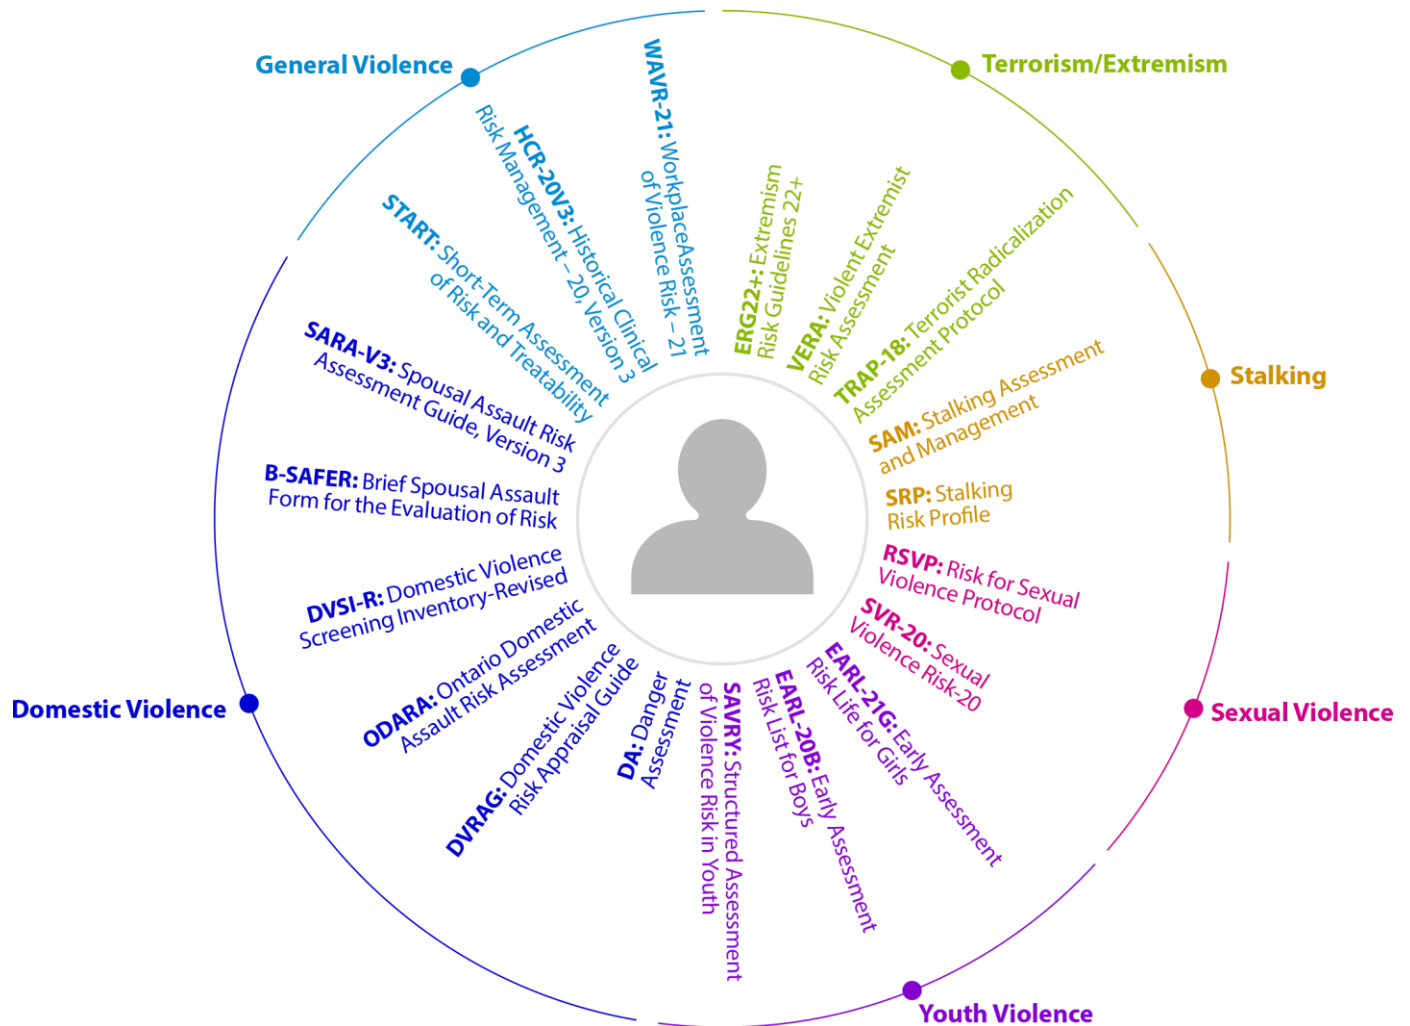 General Violence
WAVR-21: WorkplaceAssessment
of Violence Risk – 21
HCR-20V3: Historical Clinical
Risk Management – 20, Version 3
START: Short-Term Assessment
of Risk and Treatability
Terrorism/Extremism
ERG22+: Extremism
Risk Guidelines 22+
VERA: Violent Extremist
Risk Assessment
TRAP-18: Terrorist Radicalization
Assessment Protocol
Stalking
SAM: Stalking Assessment
and Management
SRP: Stalking
Risk Profile
Sexual Violence
RSVP: Risk for Sexual
Violence Protocol
SVR-20: Sexual
Violence Risk-20
Youth Violence
EARL-21G: Early Assessment
Risk Life for Girls
EARL-20B: Early Assessment
Risk List for Boys
SAVRY: Structured Assessment
of Violence Risk in Youth
Domestic Violence
DA: Danger
Assessment
DVRAG: Domestic Violence
Risk Appraisal Guide
ODARA: Ontario Domestic
Assault Risk Assessment
DVSI-R: Domestic Violence
Screening Inventory-Revised
B-SAFER: Brief Spousal Assault
Form for the Evaluation of Risk
SARA-V3: Spousal Assault Risk
Assessment Guide, Version 3